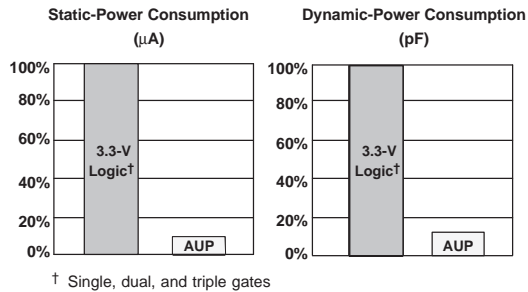 Static-Power Consumption
(μA)
100%
80%
60%
40%
20%
0%
3.3-V
Logic†
AUP
Dynamic-Power Consumption
(pF)
100%
80%
60%
40%
20%
0%
3.3-V
Logic†
AUP
† Single, dual, and triple gates